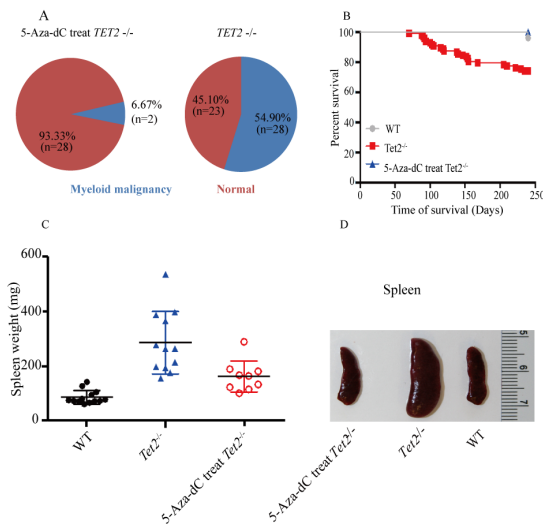 A
5-Aza-dC treat TET2 -/-
TET2 -/-
6.67%
(n=2)
93.33%
(n=28)
45.10%
(n=23)
54.90%
(n=28)
Myeloid malignancy
Normal
B
Percent survival
100
80
60
40
20
0
WT
Tet2-/-
5-Aza-dC treat Tet2-/-
0 50 100 150 200 250
Time of survival (Days)
C
Spleen weight (mg)
600
400
200
0
WT
Tet2-/-
5-Aza-dC treat Tet2-/-
D
Spleen
5
6
7
5-Aza-dC treat Tet2-/-
Tet2/-
WT